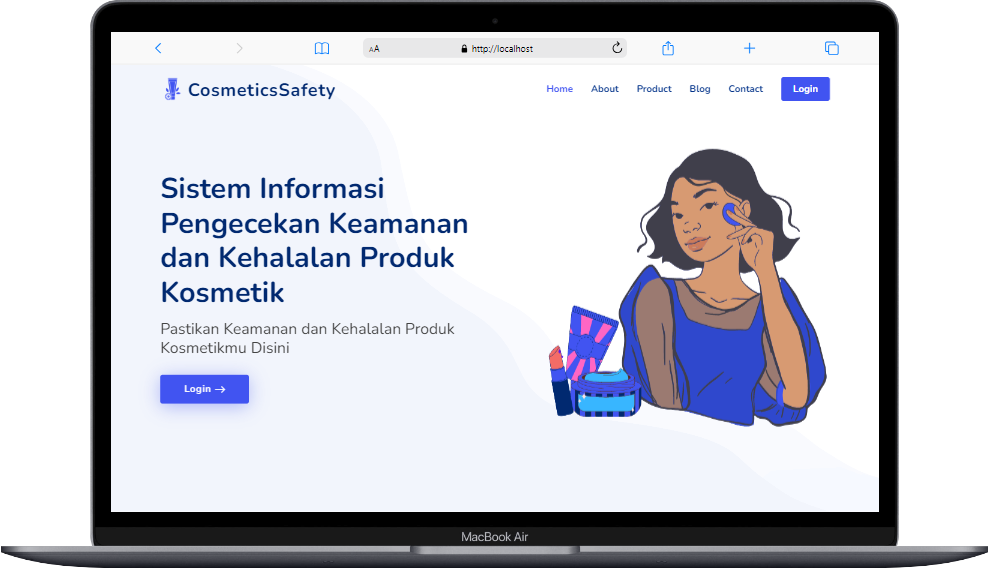 AA http://localhost
CosmeticsSafety
Home About Product Blog Contact Login
Sistem Informasi
Pengecekan Keamanan
dan Kehalalan Produk
Kosmetik
Pastikan Keamanan dan Kehalalan Produk
Kosmetikmu Disini
Login →
MacBook Air